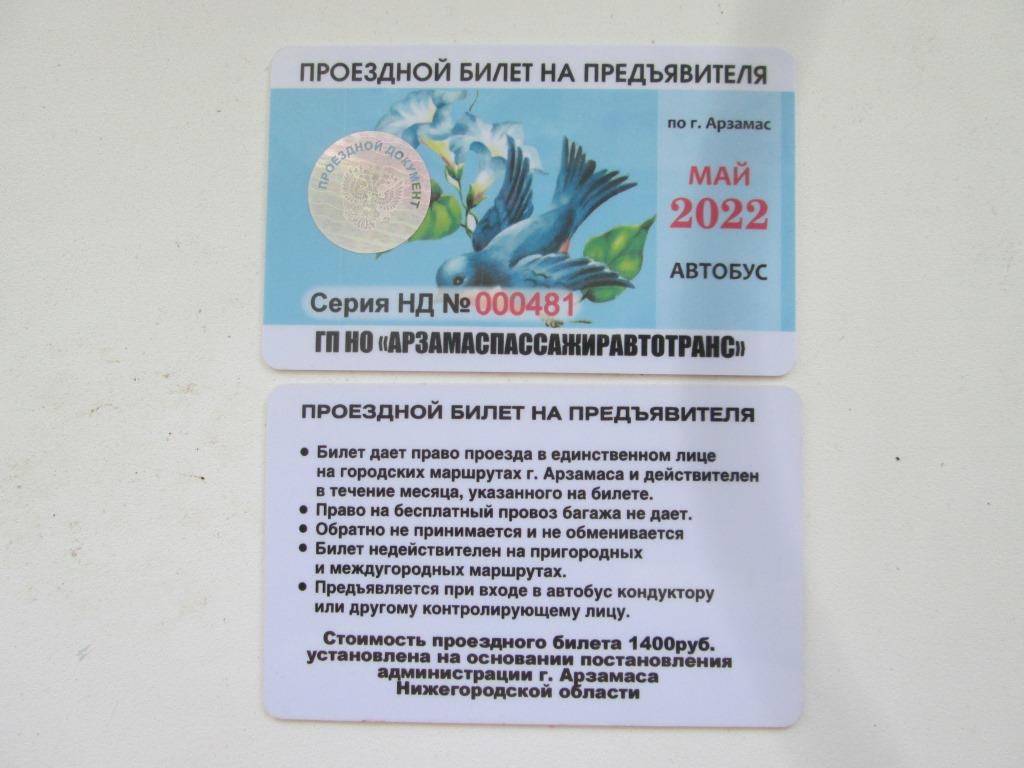 ПРОЕЗДНОЙ БИЛЕТ НА ПРЕДЪЯВИТЕЛЯ
по г. Арзамас
ПРОЕЗДНОЙ ДОКУМЕНТ
МАЙ
2022
АВТОБУС
Серия НД № 000481
ГП НО «АРЗАМАСПАССАЖИРАВТОТРАНС»
ПРОЕЗДНОЙ БИЛЕТ НА ПРЕДЪЯВИТЕЛЯ
• Билет дает право проезда в единственном лице
на городских маршрутах г. Арзамаса и действителен
в течение месяца, указанного на билете.
• Право на бесплатный провоз багажа не дает.
• Обратно не принимается и не обменивается
• Билет недействителен на пригородных
и междугородных маршрутах.
• Предъявляется при входе в автобус кондуктору
или другому контролирующему лицу.
Стоимость проездного билета 1400руб.
установлена на основании постановления
администрации г. Арзамаса
Нижегородской области